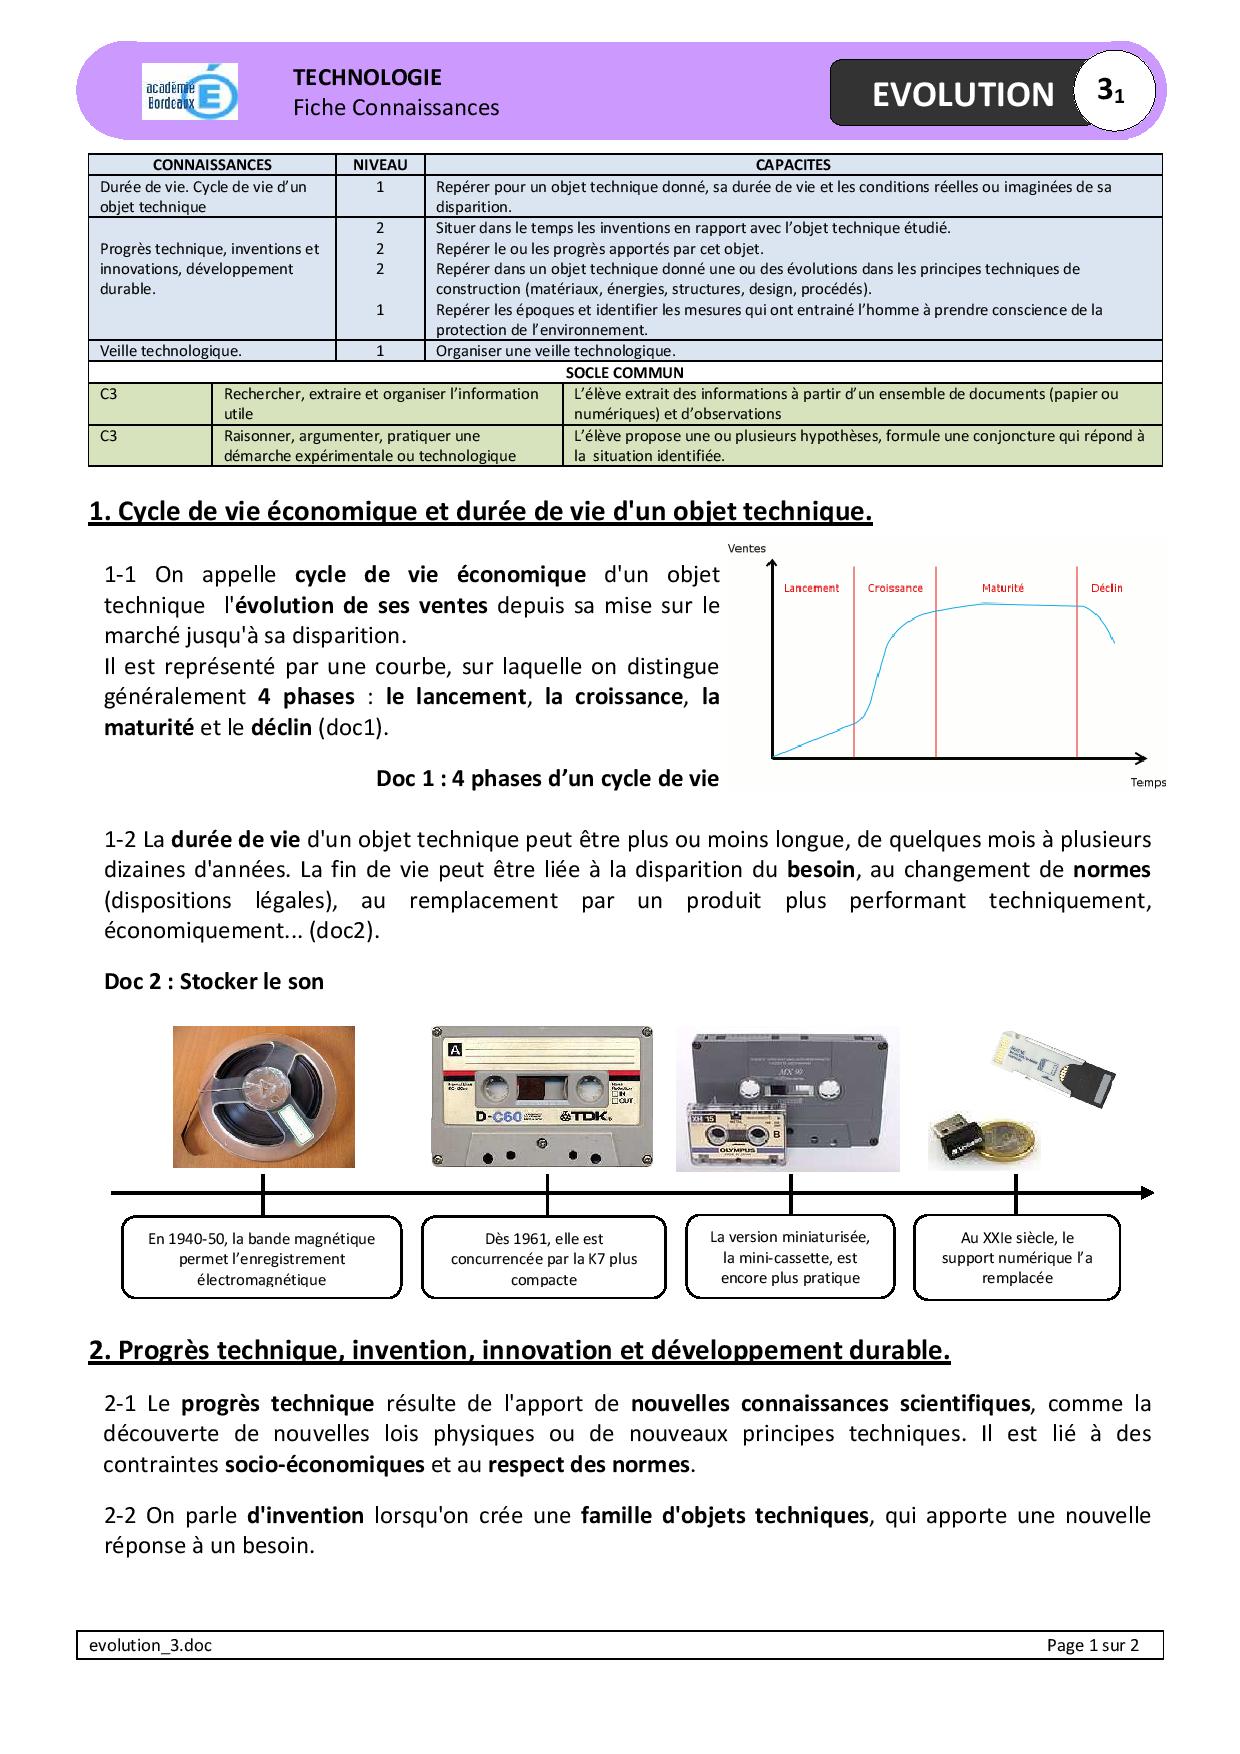 académie
Bordeaux
TECHNOLOGIE
Fiche Connaissances
EVOLUTION
31
CONNAISSANCES NIVEAU CAPACITES
Durée de vie. Cycle de vie d’un
objet technique
1
Repérer pour un objet technique donné, sa durée de vie et les conditions réelles ou imaginées de sa
disparition.
Progrès technique, inventions et
innovations, développement
durable.
2
Situer dans le temps les inventions en rapport avec l’objet technique étudié.
2
Repérer le ou les progrès apportés par cet objet.
2
Repérer dans un objet technique donné une ou des évolutions dans les principes techniques de
construction (matériaux, énergies, structures, design, procédés).
1
Repérer les époques et identifier les mesures qui ont entrainé l’homme à prendre conscience de la
protection de l’environnement.
Veille technologique. 1 Organiser une veille technologique.
SOCLE COMMUN
C3
Rechercher, extraire et organiser l’information
utile
L’élève extrait des informations à partir d’un ensemble de documents (papier ou
numériques) et d’observations
C3
Raisonner, argumenter, pratiquer une
démarche expérimentale ou technologique
L’élève propose une ou plusieurs hypothèses, formule une conjoncture qui répond à
la situation identifiée.
1. Cycle de vie économique et durée de vie d'un objet technique.
1-1 On appelle cycle de vie économique d'un objet
technique l'évolution de ses ventes depuis sa mise sur le
marché jusqu'à sa disparition.
Il est représenté par une courbe, sur laquelle on distingue
généralement 4 phases : le lancement, la croissance, la
maturité et le déclin (doc1).
Doc 1 : 4 phases d’un cycle de vie
Ventes
Lancement Croissance Maturité Déclin
Temps
1-2 La durée de vie d'un objet technique peut être plus ou moins longue, de quelques mois à plusieurs
dizaines d'années. La fin de vie peut être liée à la disparition du besoin, au changement de normes
(dispositions légales), au remplacement par un produit plus performant techniquement,
économiquement... (doc2).
Doc 2 : Stocker le son
A
IN
OUT
D-C60 TDK
MX 90
XB 15
B
OLYMPUS
En 1940-50, la bande magnétique
permet l’enregistrement
électromagnétique
Dès 1961, elle est
concurrencée par la K7 plus
compacte
La version miniaturisée,
la mini-cassette, est
encore plus pratique
Au XXIe siècle, le
support numérique l’a
remplacée
2. Progrès technique, invention, innovation et développement durable.
2-1 Le progrès technique résulte de l'apport de nouvelles connaissances scientifiques, comme la
découverte de nouvelles lois physiques ou de nouveaux principes techniques. Il est lié à des
contraintes socio-économiques et au respect des normes.
2-2 On parle d'invention lorsqu'on crée une famille d'objets techniques, qui apporte une nouvelle
réponse à un besoin.
evolution_3.doc Page 1 sur 2